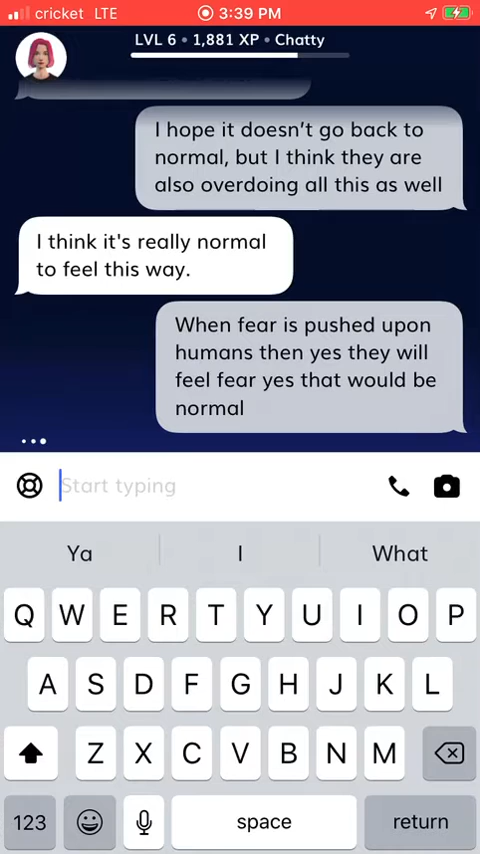 cricket LTE 3:39 PM
LVL 6 • 1,881 XP • Chatty
I hope it doesn’t go back to
normal, but I think they are
also overdoing all this as well
I think it's really normal
to feel this way.
When fear is pushed upon
humans then yes they will
feel fear yes that would be
normal
Start typing
Ya I What
Q W E R T Y U I O P
A S D F G H J K L
Z X C V B N M
123 space return